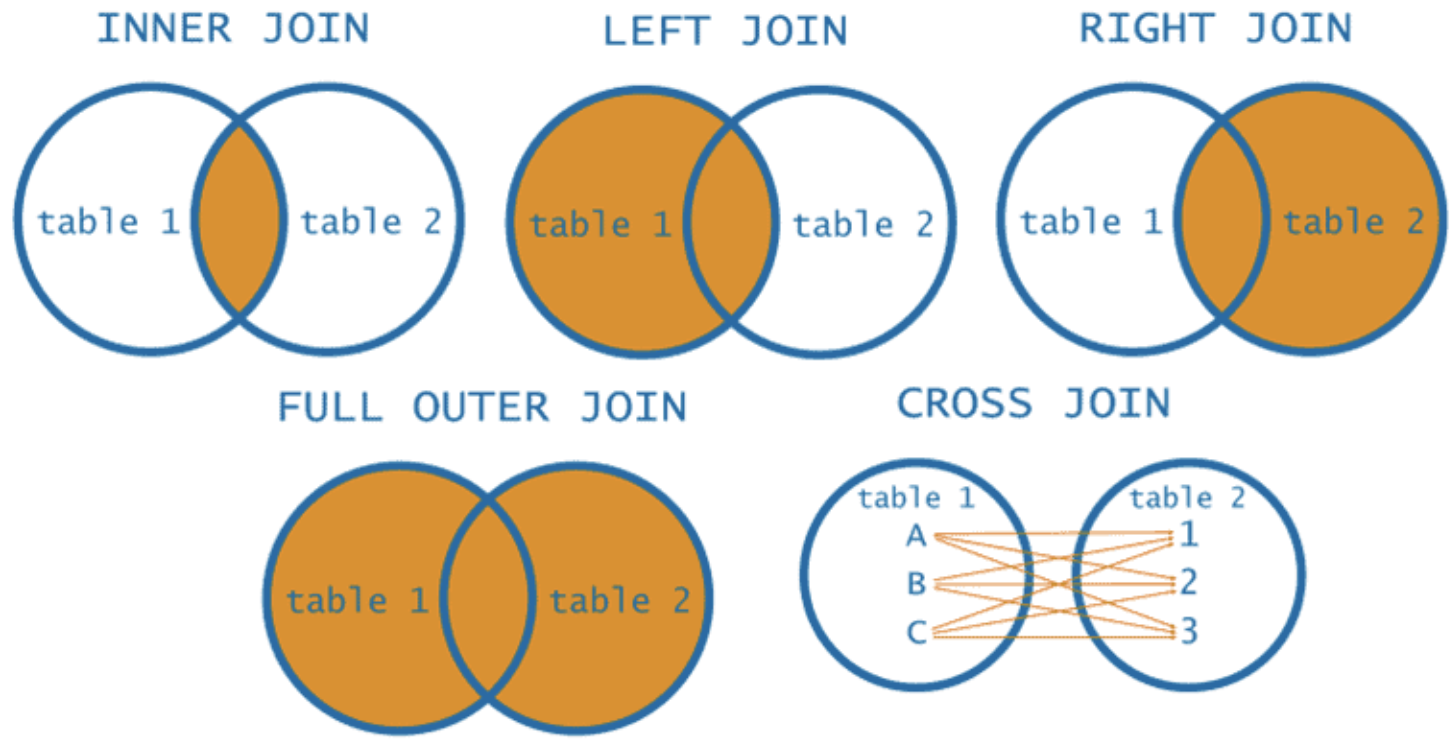 INNER JOIN
LEFT JOIN
RIGHT JOIN
table 1
table 2
table 1
table 2
table 1
table 2
FULL OUTER JOIN
CROSS JOIN
table 1
table 2
table 1
table 2
A
1
B
2
C
3